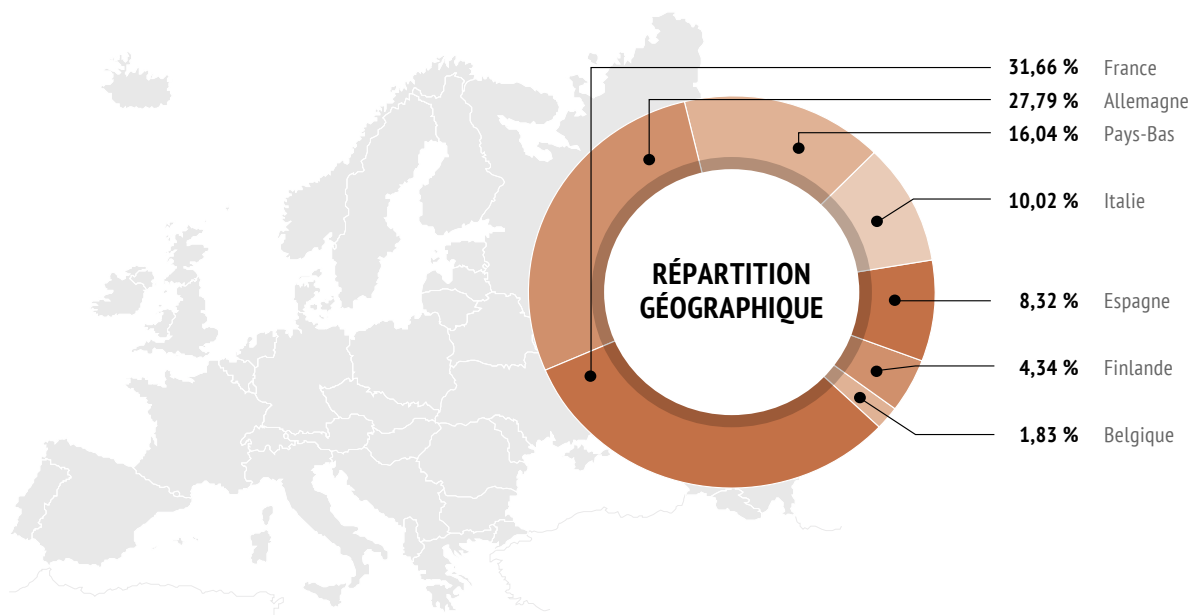 31,66 % France
27,79 % Allemagne
16,04 % Pays-Bas
10,02 % Italie
RÉPARTITION
GÉOGRAPHIQUE
8,32 % Espagne
4,34 % Finlande
1,83 % Belgique